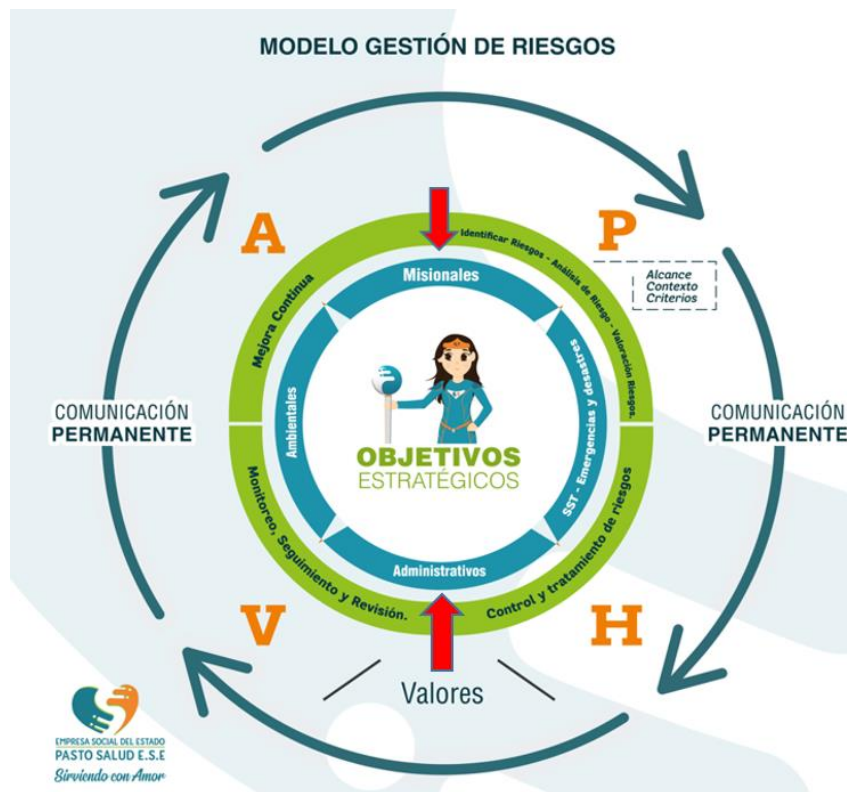 MODELO GESTIÓN DE RIESGOS
A
P
Identificar Riesgos - Análisis de Riesgo - Valoración Riesgos.
Alcance
Contexto
Criterios
Mejora Continua
Misionales
Ambientales
SST - Emergencias y desastres
OBJETIVOS
ESTRATÉGICOS
COMUNICACIÓN
PERMANENTE
COMUNICACIÓN
PERMANENTE
Administrativos
Monitoreo, Seguimiento y Revisión.
Control y tratamiento de riesgos
V
H
Valores
EMPRESA SOCIAL DEL ESTADO
PASTO SALUD E.S.E
Sirviendo con Amor